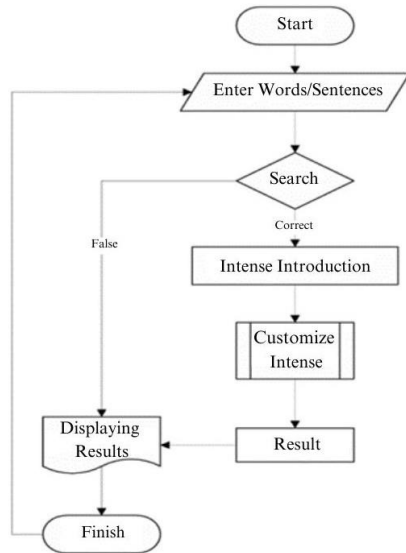 Start
Enter Words/Sentences
Search
Correct
False
Intense Introduction
Customize
Intense
Displaying
Results
Result
Finish